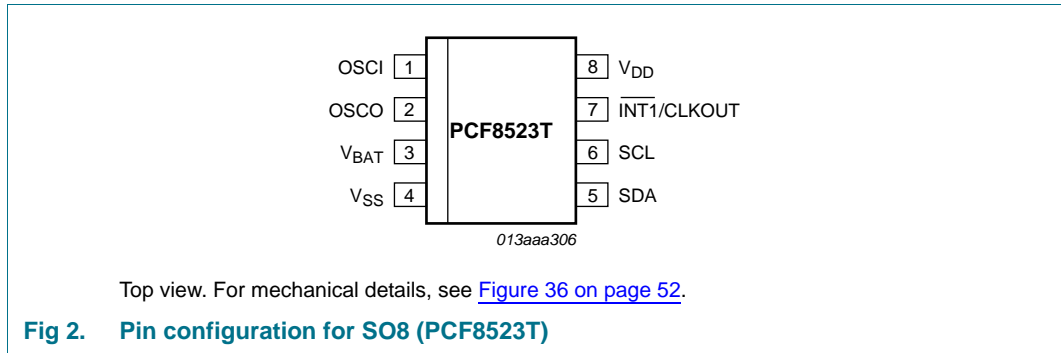 OSCI 1
OSCO 2
VBAT 3
VSS 4
PCF8523T
8 VDD
7 INT1/CLKOUT
6 SCL
5 SDA
013aaa306
Top view. For mechanical details, see Figure 36 on page 52.
Fig 2. Pin configuration for SO8 (PCF8523T)